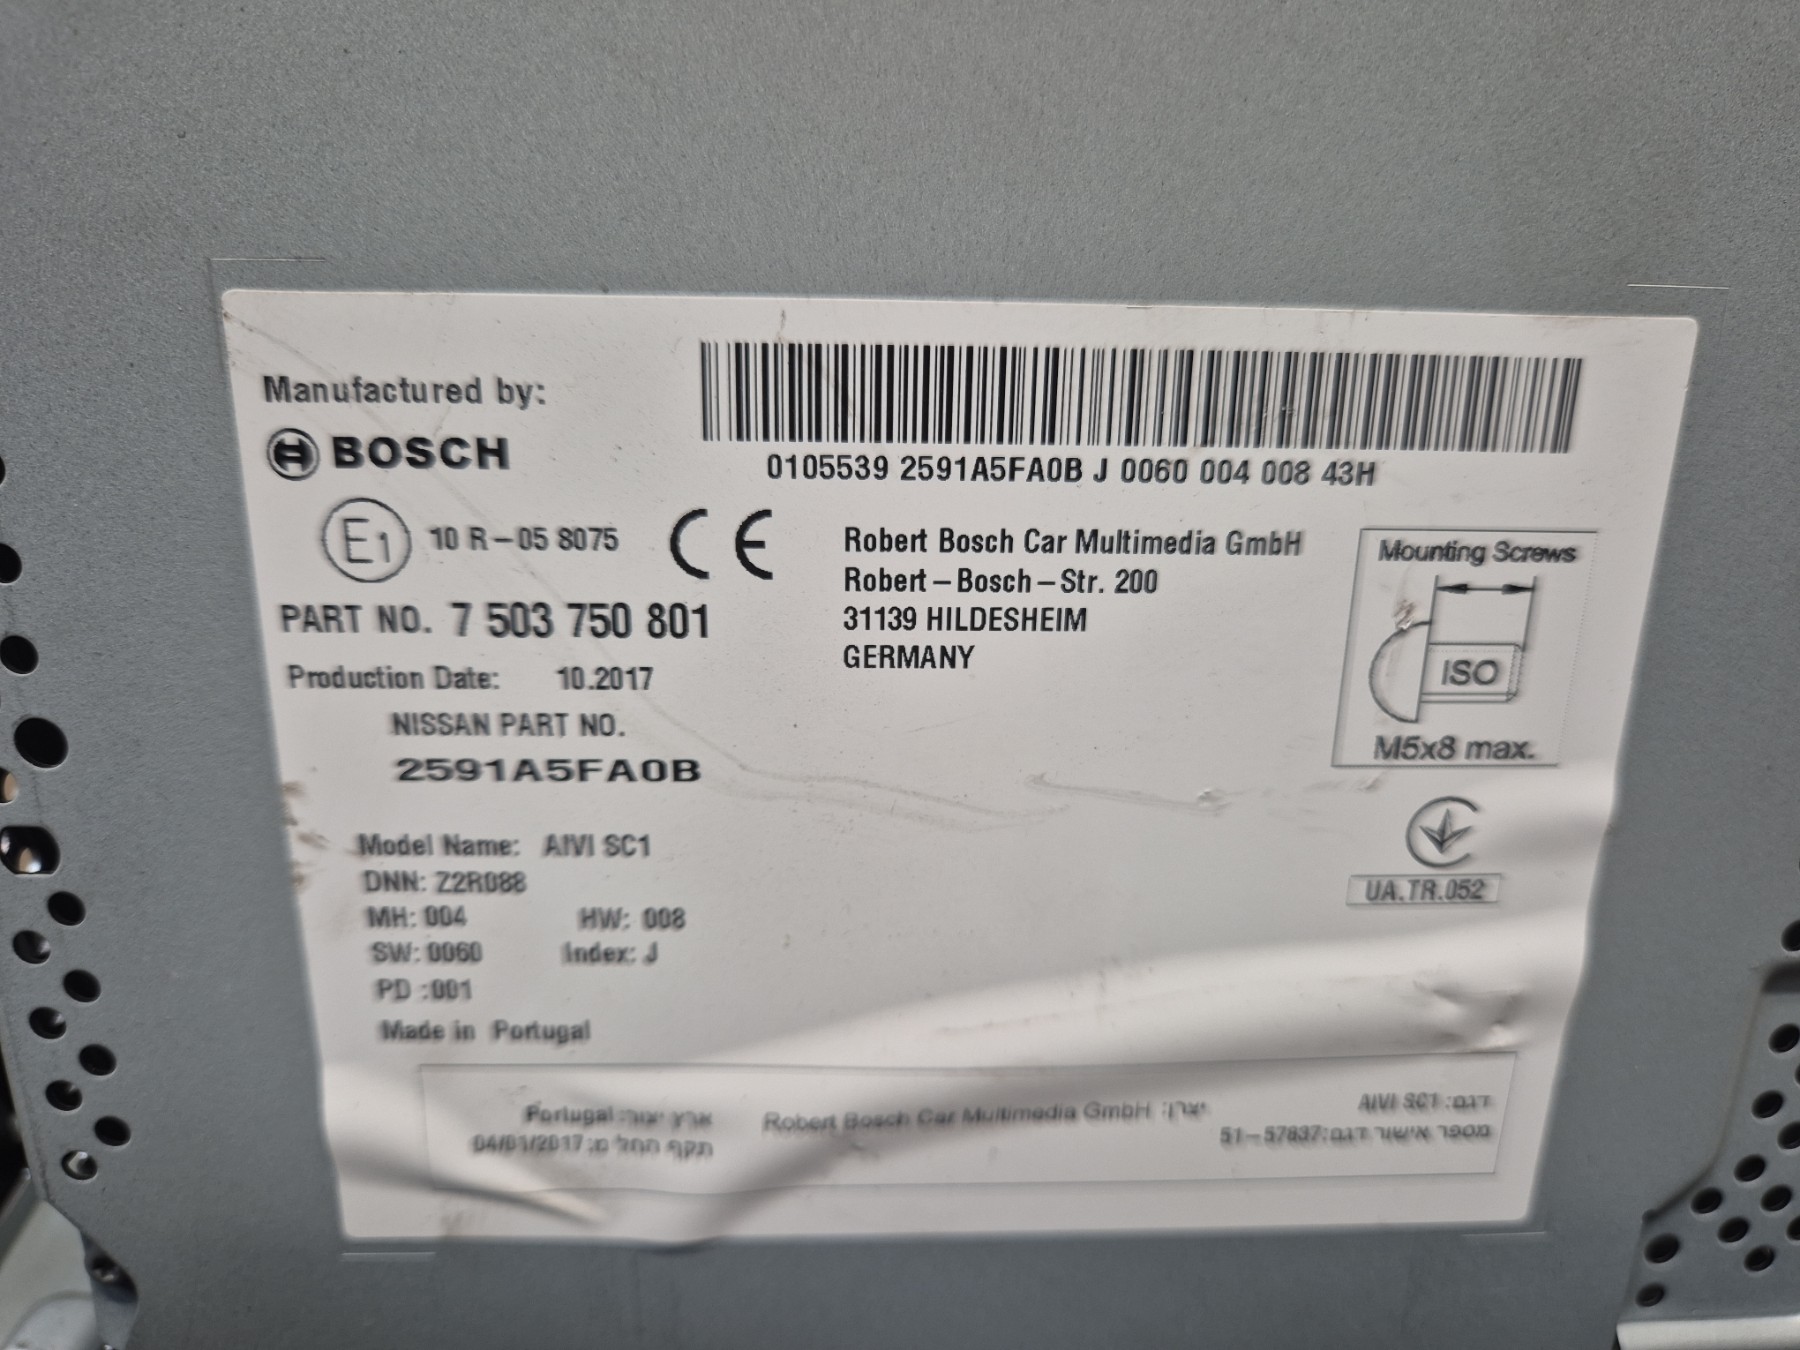 Manufactured by:
BOSCH
0105539 2591A5FA0B J 0060 004 008 43H
E1 10 R-05 8075 CE
PART NO. 7 503 750 801
Production Date: 10.2017
NISSAN PART NO.
2591A5FA0B
Robert Bosch Car Multimedia GmbH
Robert-Bosch-Str. 200
31139 HILDESHEIM
GERMANY
Mounting Screws
ISO
M5x8 max.
UA.TR.052
Model Name: AIVI SC1
DNN: Z2R088
MH: 004 HW: 008
SW: 0060 Index: J
PD :001
Made in Portugal
דגם: AIVI SC1
יצרן: Robert Bosch Car Multimedia GmbH
ארץ יצור: Portugal
מספר אישור דגם: 51-57837
תקף החל מ: 04/01/2017